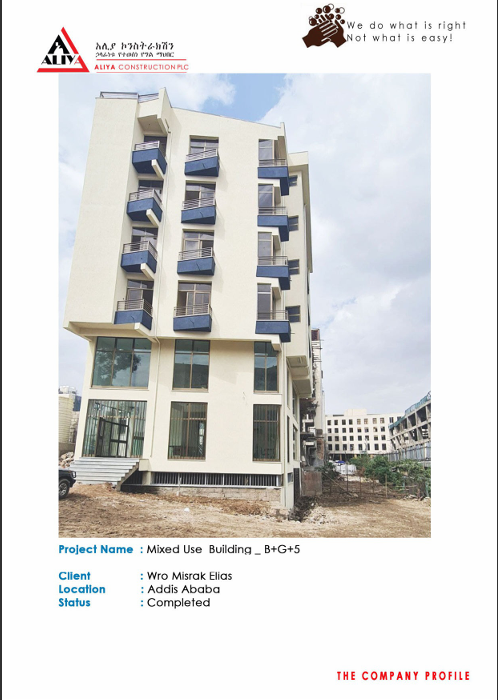 We do what is right
Not what is easy!
አሊያ ኮንስትራክሽን
ኃላፊነቱ የተወሰነ የግል ማህበር
ALIYA
ALIYA CONSTRUCTION PLC
Project Name : Mixed Use Building _ B+G+5
Client : Wro Misrak Elias
Location : Addis Ababa
Status : Completed
THE COMPANY PROFILE